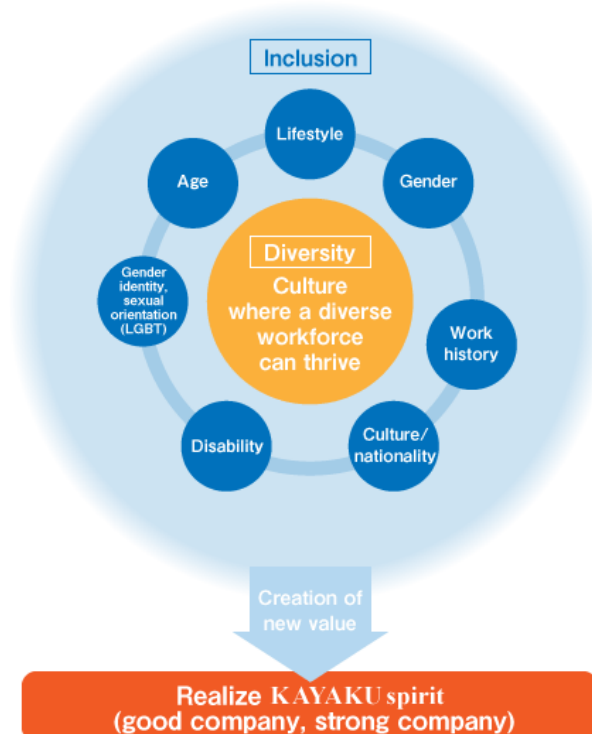 Inclusion
Lifestyle
Age
Gender
Diversity
Culture
where a diverse
workforce
can thrive
Gender
identity,
sexual
orientation
(LGBT)
Work
history
Disability
Culture/
nationality
Creation of
new value
Realize KAYAKU spirit
(good company, strong company)